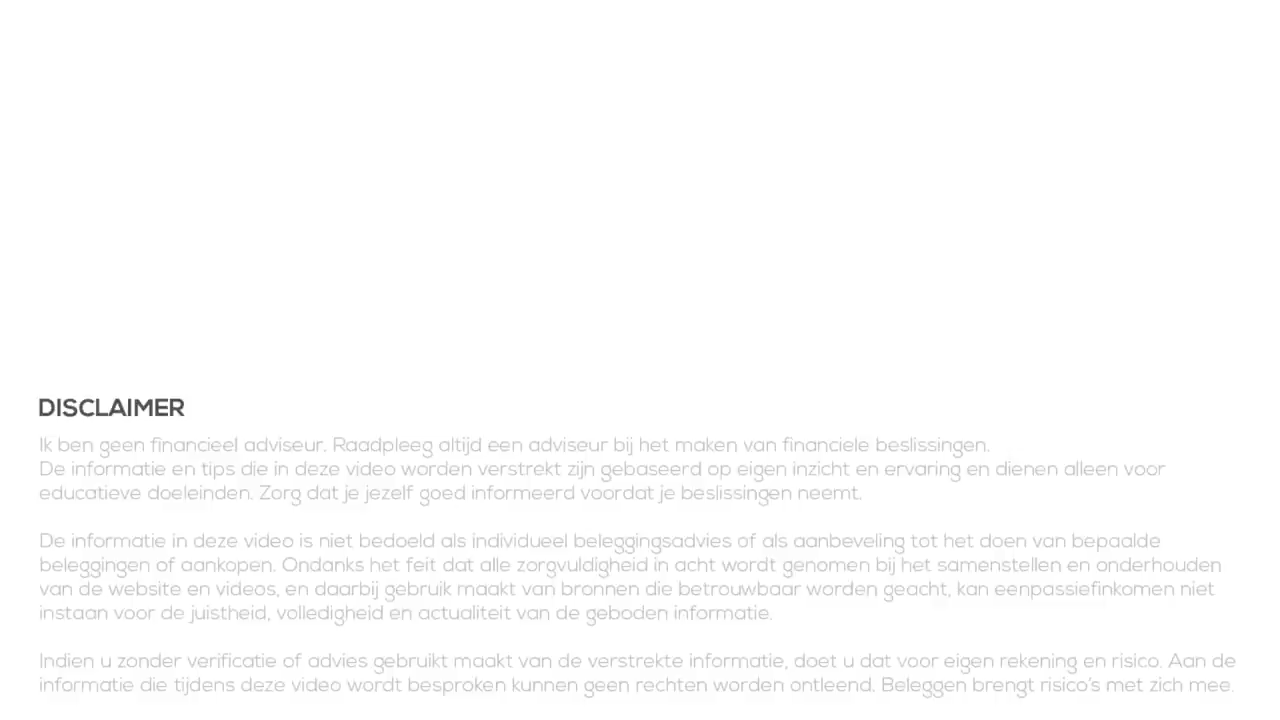 DISCLAIMER
Ik ben geen financieel adviseur. Raadpleeg altijd een adviseur bij het maken van financiele beslissingen.
De informatie en tips die in deze video worden verstrekt zijn gebaseerd op eigen inzicht en ervaring en dienen alleen voor
educatieve doeleinden. Zorg dat je jezelf goed informeerd voordat je beslissingen neemt.
De informatie in deze video is niet bedoeld als individueel beleggingsadvies of als aanbeveling tot het doen van bepaalde
beleggingen of aankopen. Ondanks het feit dat alle zorgvuldigheid in acht wordt genomen bij het samenstellen en onderhouden
van de website en videos, en daarbij gebruik maakt van bronnen die betrouwbaar worden geacht, kan eenpassiefinkomen niet
instaan voor de juistheid, volledigheid en actualiteit van de geboden informatie.
Indien u zonder verificatie of advies gebruikt maakt van de verstrekte informatie, doet u dat voor eigen rekening en risico. Aan de
informatie die tijdens deze video wordt besproken kunnen geen rechten worden ontleend. Beleggen brengt risico's met zich mee.